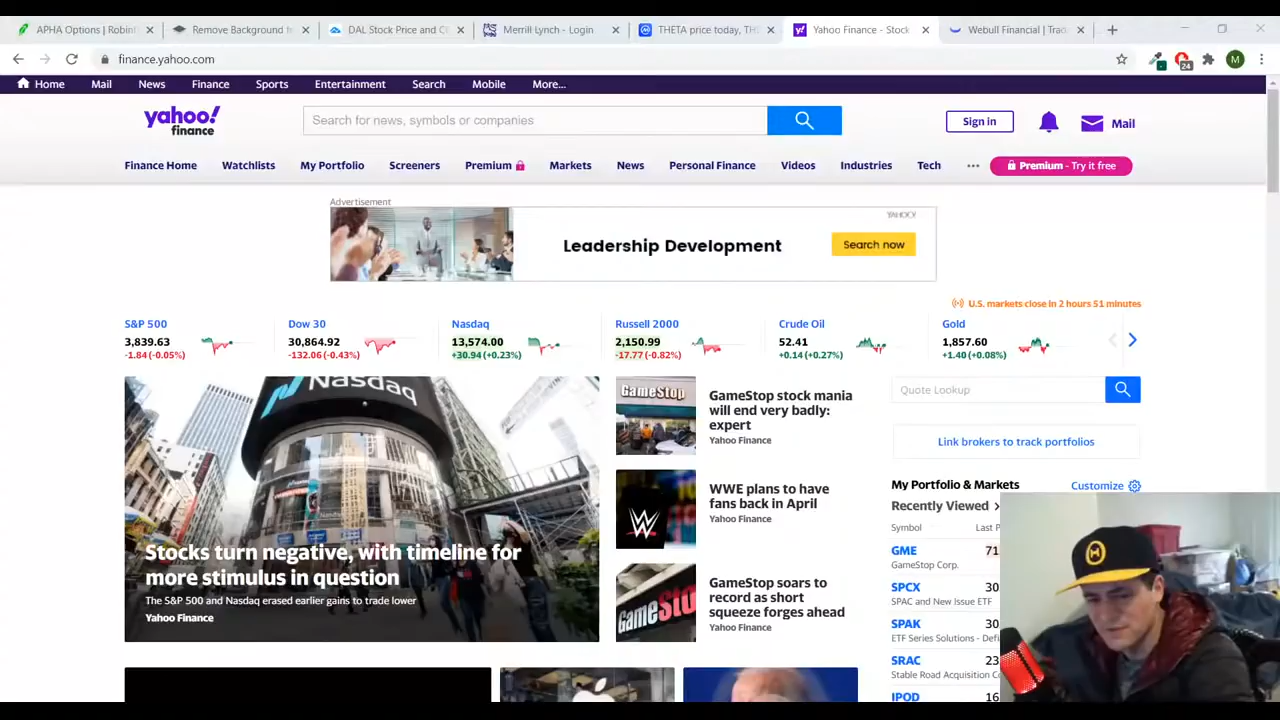 APHA Options | Robinh
Remove Background fr
DAL Stock Price and C
Merrill Lynch - Login
THETA price today, TH
Yahoo Finance - Stock
Webull Financial | Trad
finance.yahoo.com
24
M
Home
Mail
News
Finance
Sports
Entertainment
Search
Mobile
More...
yahoo!
finance
Search for news, symbols or companies
Sign in
Mail
Finance Home
Watchlists
My Portfolio
Screeners
Premium
Markets
News
Personal Finance
Videos
Industries
Tech
Premium - Try it free
Advertisement
YAHOO!
Leadership Development
Search now
U.S. markets close in 2 hours 51 minutes
S&P 500
3,839.63
-1.84 (-0.05%)
Dow 30
30,864.92
-132.06 (-0.43%)
Nasdaq
13,574.00
+30.94 (+0.23%)
Russell 2000
2,150.99
-17.77 (-0.82%)
Crude Oil
52.41
+0.14 (+0.27%)
Gold
1,857.60
+1.40 (+0.08%)
Nasdaq
Stocks turn negative, with timeline for
more stimulus in question
The S&P 500 and Nasdaq erased earlier gains to trade lower
Yahoo Finance
GameStop
GameStop stock mania
will end very badly:
expert
Yahoo Finance
WWE plans to have
fans back in April
Yahoo Finance
GameSto
GameStop soars to
record as short
squeeze forges ahead
Yahoo Finance
Quote Lookup
Link brokers to track portfolios
My Portfolio & Markets
Customize
Recently Viewed
Symbol
Last P
GME
71
GameStop Corp.
SPCX
30
SPAC and New Issue ETF
SPAK
30
ETF Series Solutions - Defi
SRAC
23
Stable Road Acquisition Co
IPOD
16